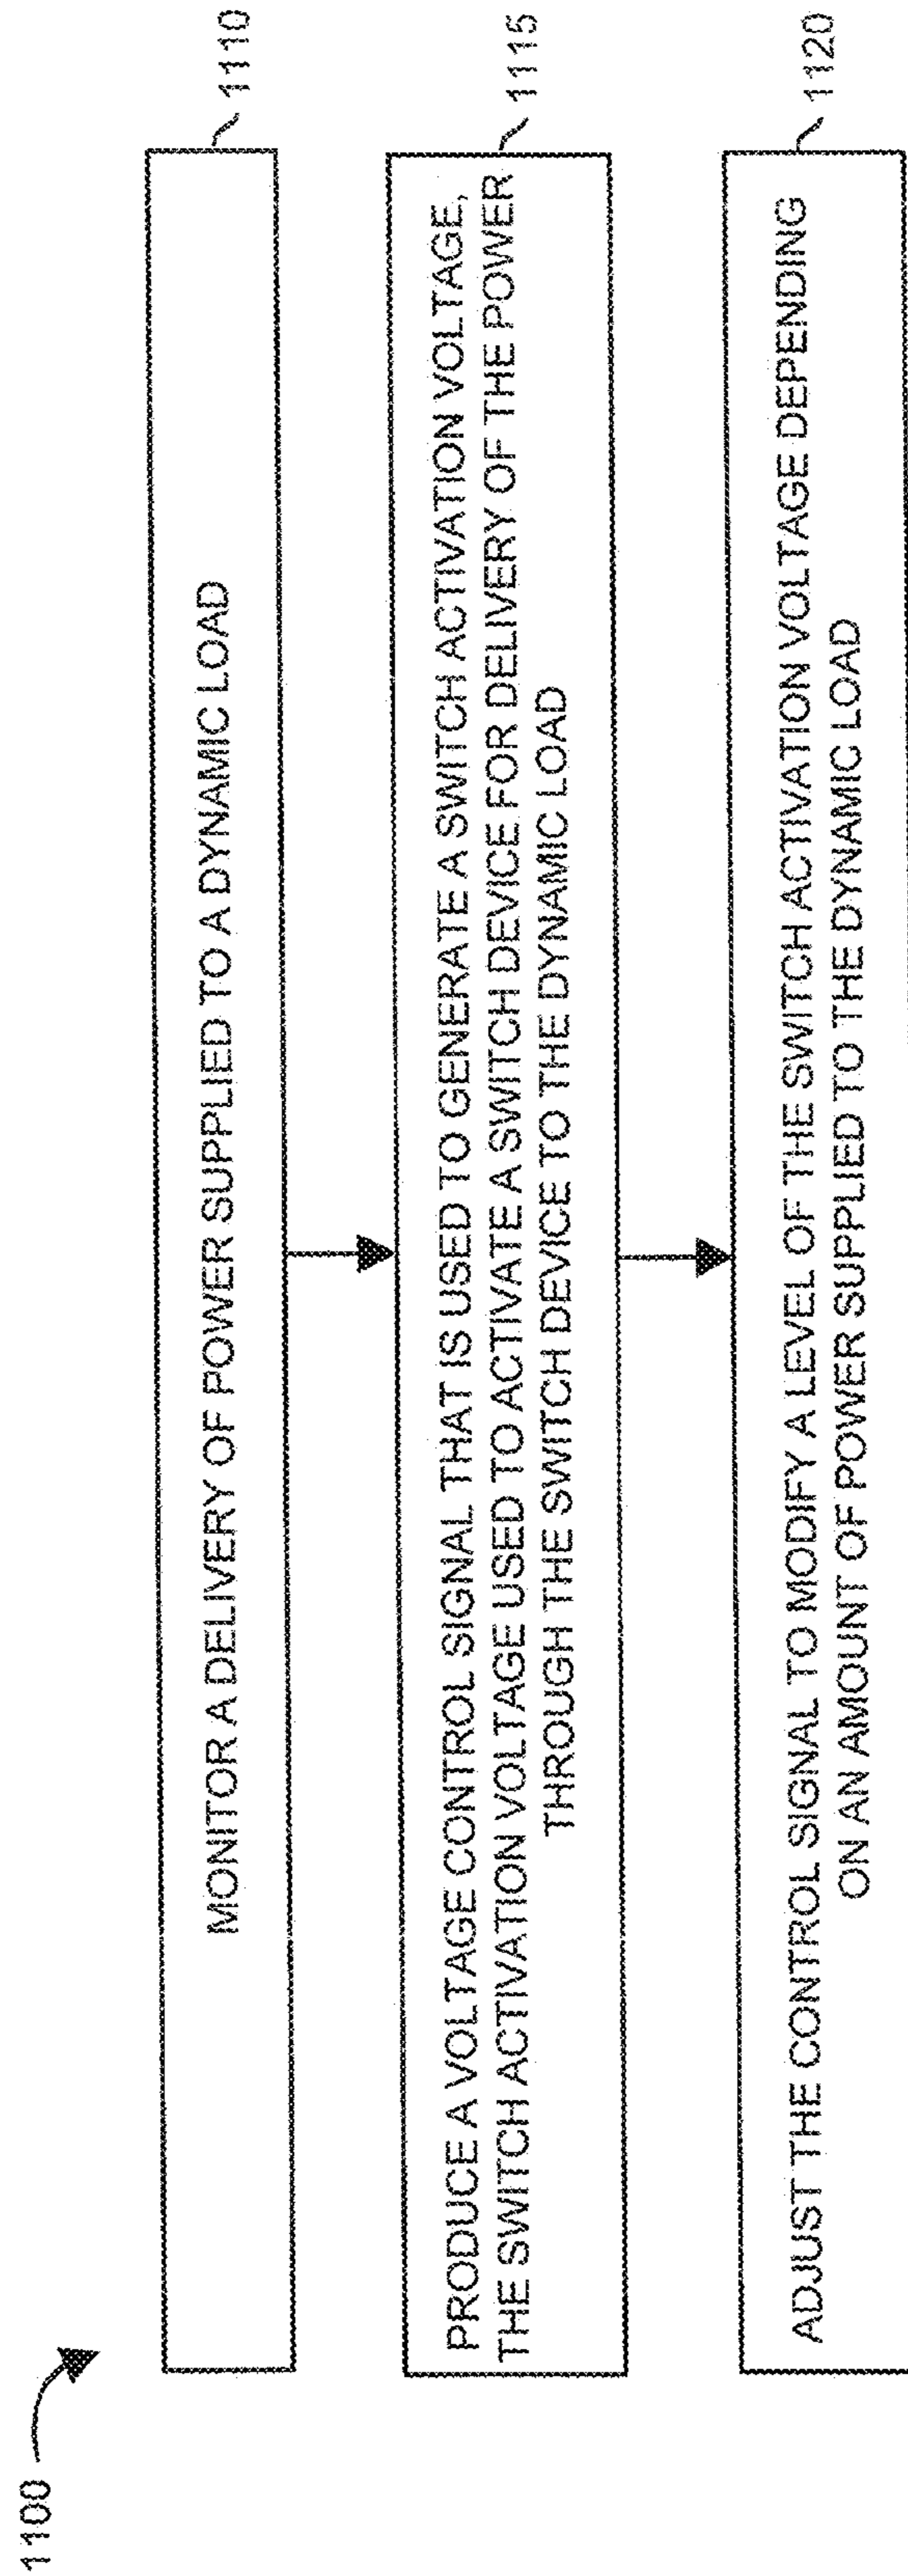 1100
MONITOR A DELIVERY OF POWER SUPPLIED TO A DYNAMIC LOAD
1110
PRODUCE A VOLTAGE CONTROL SIGNAL THAT IS USED TO GENERATE A SWITCH ACTIVATION VOLTAGE,
THE SWITCH ACTIVATION VOLTAGE USED TO ACTIVATE A SWITCH DEVICE FOR DELIVERY OF THE POWER
THROUGH THE SWITCH DEVICE TO THE DYNAMIC LOAD
1115
ADJUST THE CONTROL SIGNAL TO MODIFY A LEVEL OF THE SWITCH ACTIVATION VOLTAGE DEPENDING
ON AN AMOUNT OF POWER SUPPLIED TO THE DYNAMIC LOAD
1120